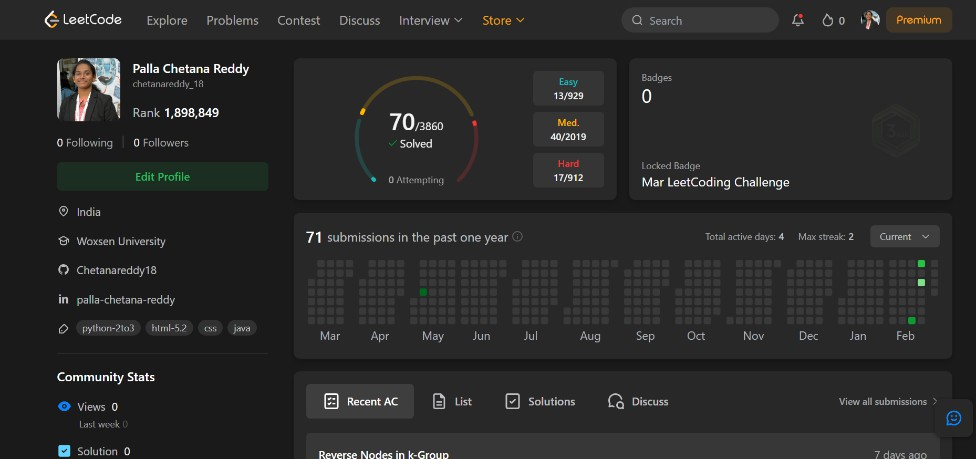 LeetCode Explore Problems Contest Discuss Interview Store Search 0 Premium
Palla Chetana Reddy
chetanareddy_18
Rank 1,898,849
0 Following 0 Followers
Edit Profile
India
Woxsen University
Chetanareddy18
palla-chetana-reddy
python-2to3 html-5.2 css java
Community Stats
Views 0
Last week 0
Solution 0
70/3860
Solved
0 Attempting
Easy
13/929
Med.
40/2019
Hard
17/912
Badges
0
Locked Badge
Mar LeetCoding Challenge
71 submissions in the past one year Total active days: 4 Max streak: 2 Current
Mar Apr May Jun Jul Aug Sep Oct Nov Dec Jan Feb
Recent AC List Solutions Discuss View all submissions
Reverse Nodes in k-Group 7 days ago